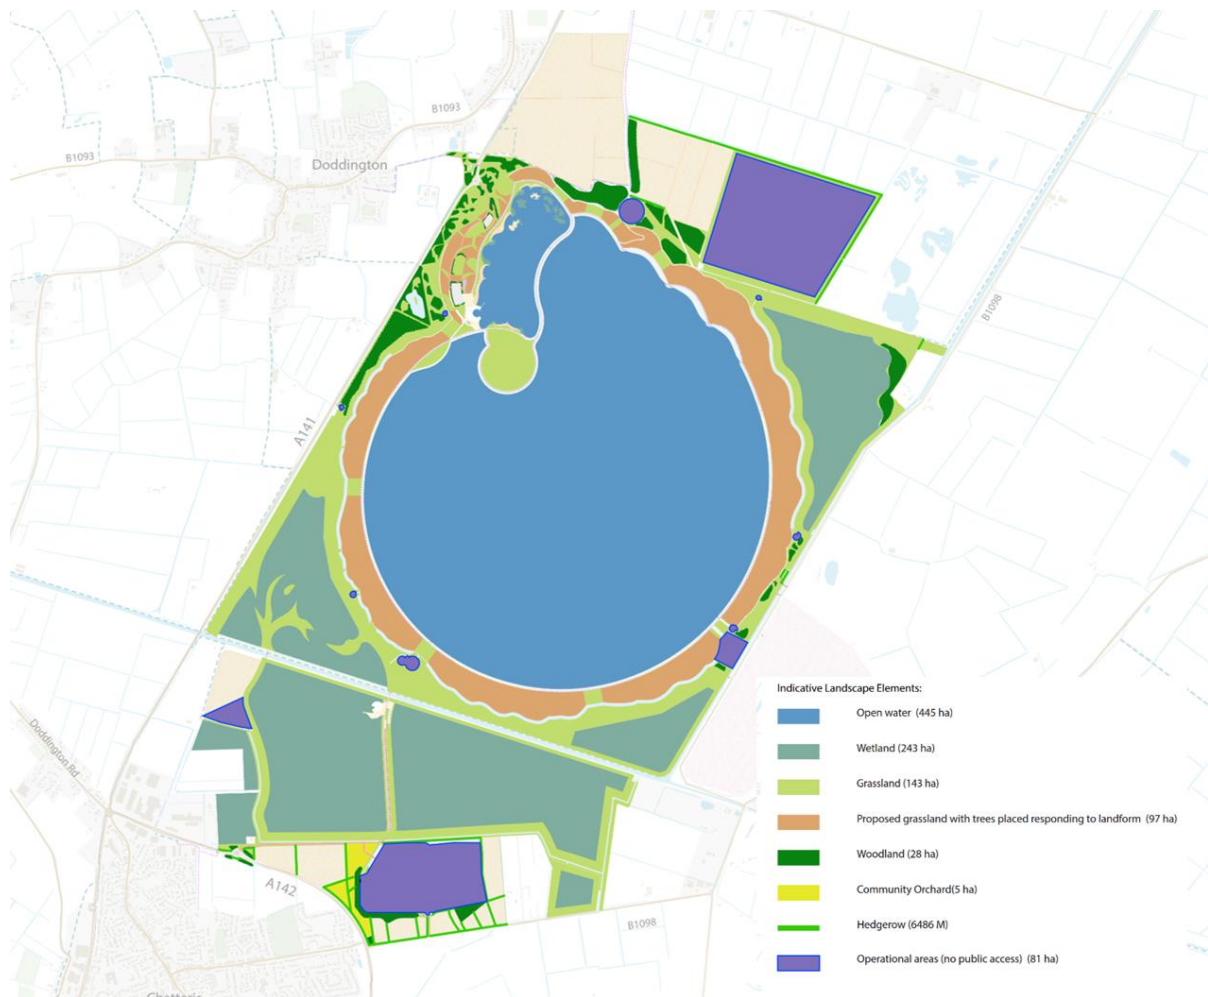 B1093
B1093
Doddington
B1098
A141
Doddington Rd
A142
B1098
Chatteris
Indicative Landscape Elements:
Open water (445 ha)
Wetland (243 ha)
Grassland (143 ha)
Proposed grassland with trees placed responding to landform (97 ha)
Woodland (28 ha)
Community Orchard(5 ha)
Hedgerow (6486 M)
Operational areas (no public access) (81 ha)